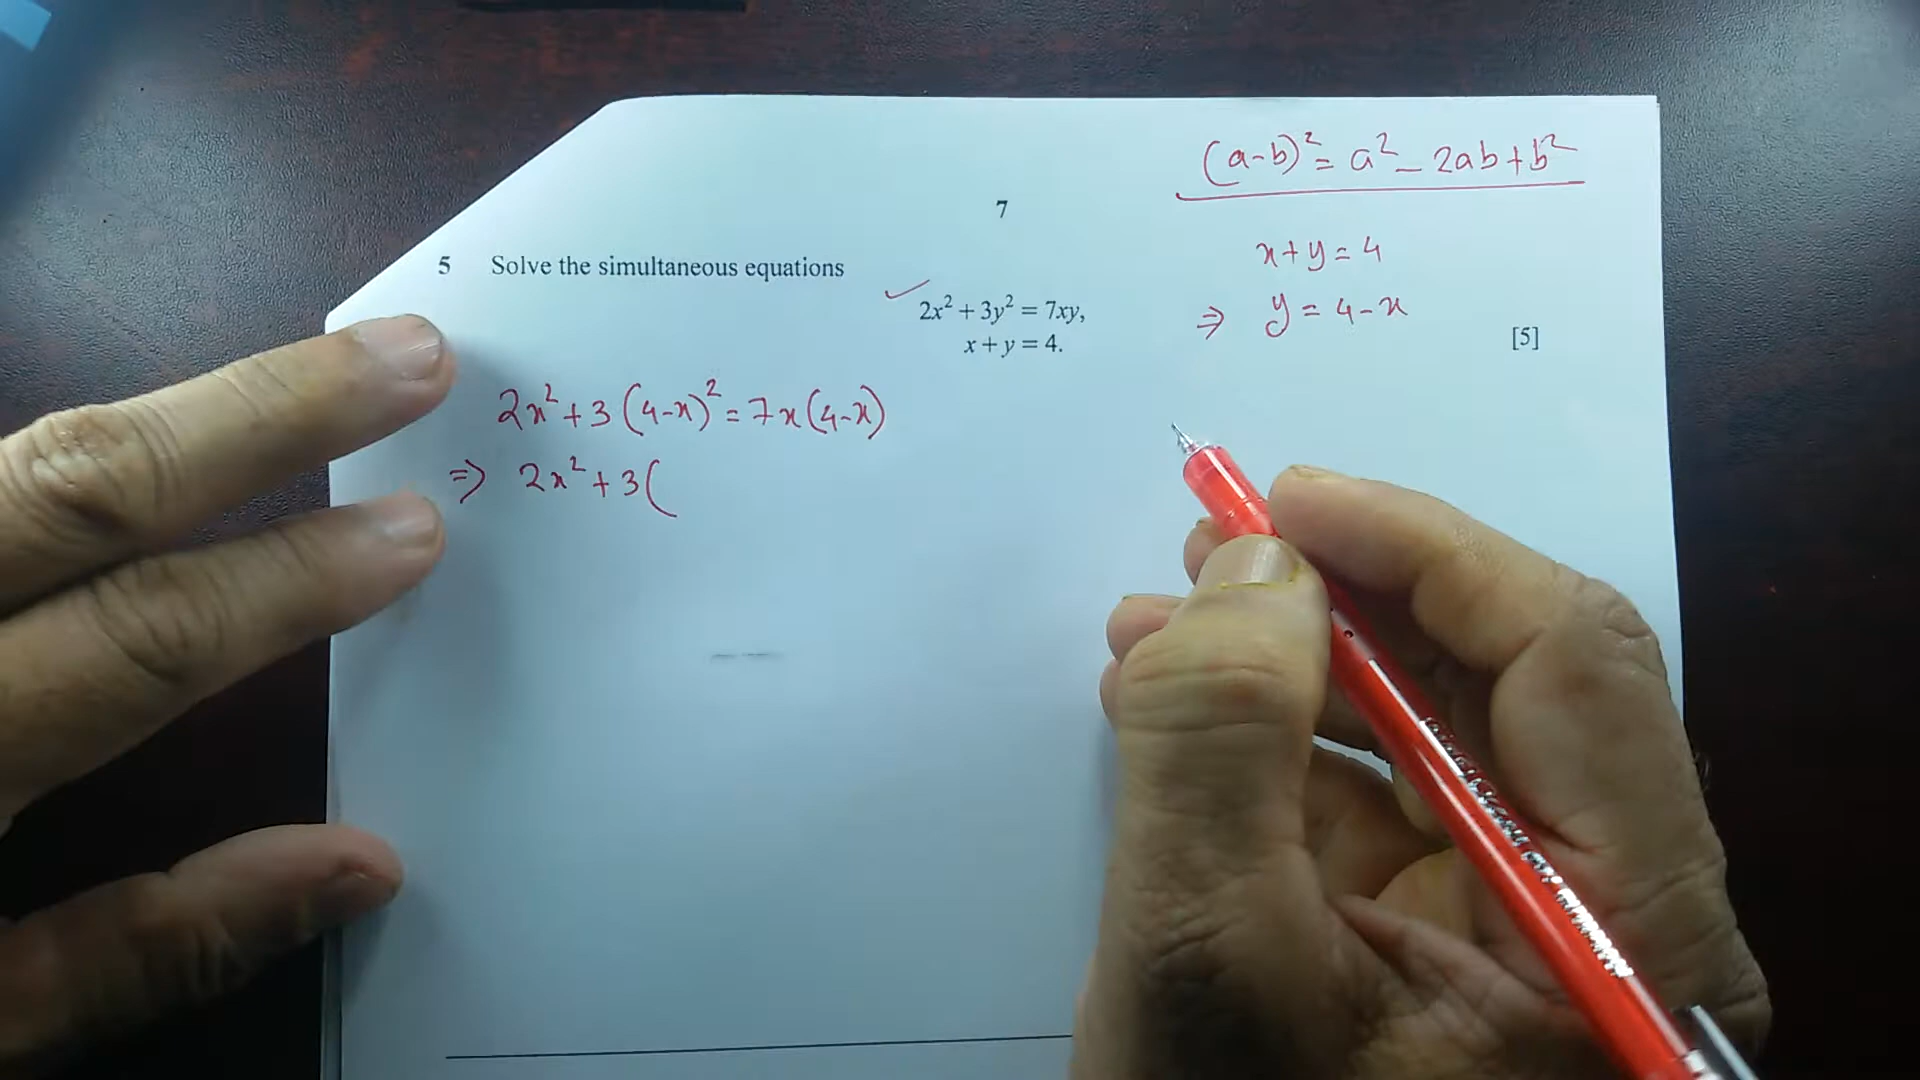 (a-b)² = a² - 2ab + b²
7
x + y = 4
5 Solve the simultaneous equations
2x² + 3y² = 7xy,
⇒ y = 4 - x
x + y = 4.
[5]
2x² + 3(4-x)² = 7x(4-x)
⇒ 2x² + 3(